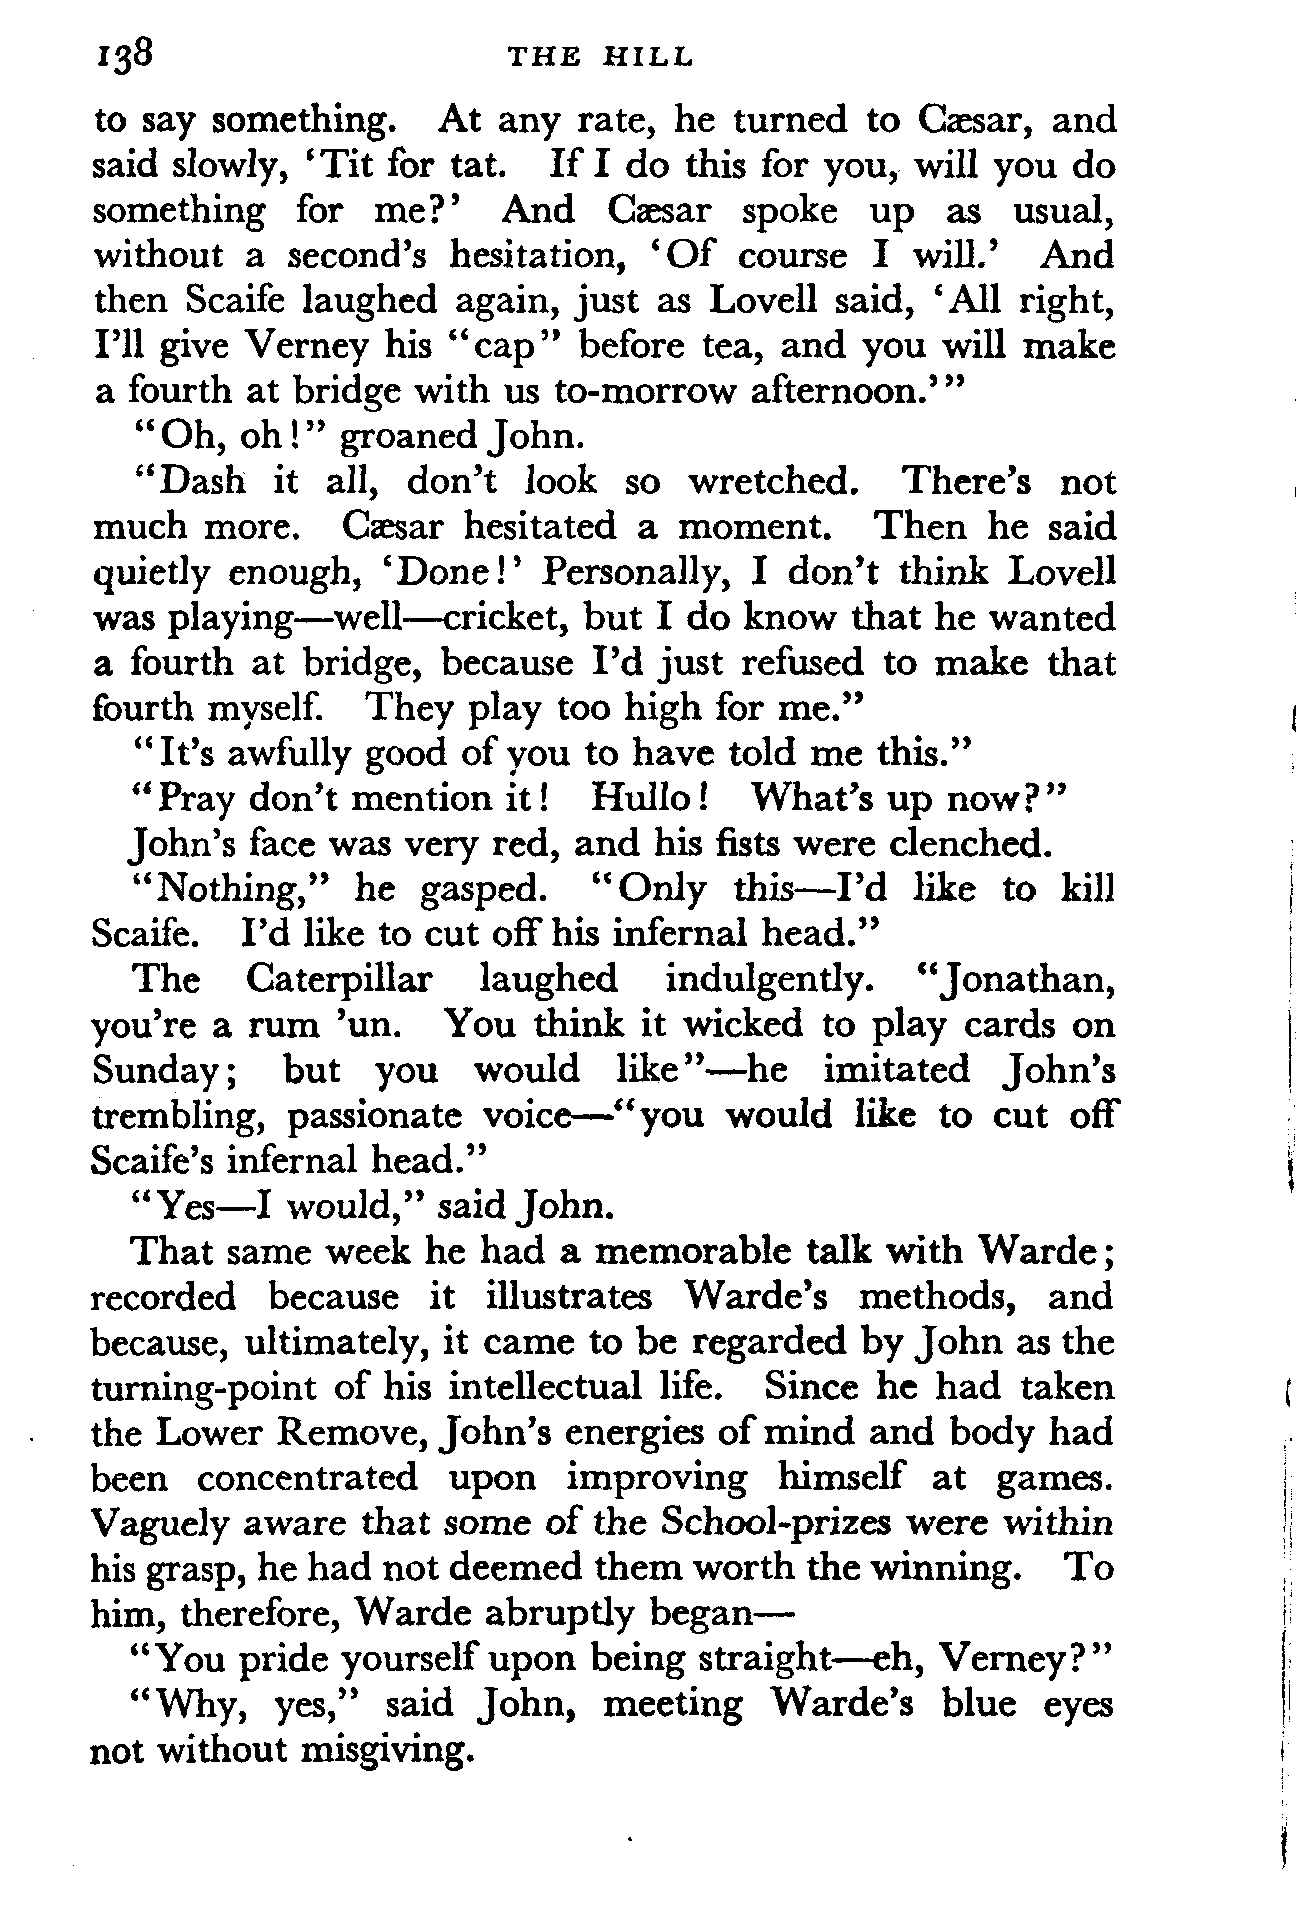 138 THE HILL
to say something. At any rate, he turned to Cæsar, and
said slowly, ‘Tit for tat. If I do this for you, will you do
something for me?’ And Cæsar spoke up as usual,
without a second’s hesitation, ‘Of course I will.’ And
then Scaife laughed again, just as Lovell said, ‘All right,
I’ll give Verney his “cap” before tea, and you will make
a fourth at bridge with us to-morrow afternoon.’”
“Oh, oh!” groaned John.
“Dash it all, don’t look so wretched. There’s not
much more. Cæsar hesitated a moment. Then he said
quietly enough, ‘Done!’ Personally, I don’t think Lovell
was playing—well—cricket, but I do know that he wanted
a fourth at bridge, because I’d just refused to make that
fourth myself. They play too high for me.”
“It’s awfully good of you to have told me this.”
“Pray don’t mention it! Hullo! What’s up now?”
John’s face was very red, and his fists were clenched.
“Nothing,” he gasped. “Only this—I’d like to kill
Scaife. I’d like to cut off his infernal head.”
The Caterpillar laughed indulgently. “Jonathan,
you’re a rum ’un. You think it wicked to play cards on
Sunday; but you would like”—he imitated John’s
trembling, passionate voice—“you would like to cut off
Scaife’s infernal head.”
“Yes—I would,” said John.
That same week he had a memorable talk with Warde;
recorded because it illustrates Warde’s methods, and
because, ultimately, it came to be regarded by John as the
turning-point of his intellectual life. Since he had taken
the Lower Remove, John’s energies of mind and body had
been concentrated upon improving himself at games.
Vaguely aware that some of the School-prizes were within
his grasp, he had not deemed them worth the winning. To
him, therefore, Warde abruptly began—
“You pride yourself upon being straight—eh, Verney?”
“Why, yes,” said John, meeting Warde’s blue eyes
not without misgiving.